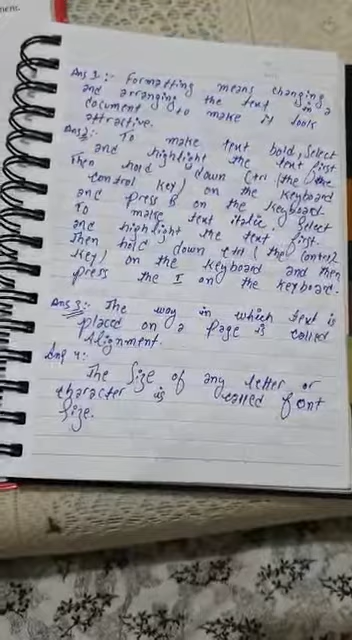 Ans 1:- Formatting means changing
and arranging the text in a
document to make it look
attractive.
Ans 2:- To make text bold, select
and highlight the text first
Then hold down Ctrl (the
control key) on the keyboard
and press B on the keyboard.
To make text italic. Select
and highlight the text first.
Then hold down ctrl (the control
key) on the keyboard and then
press the I on the keyboard.
Ans 3:- The way in which text is
placed on a page is called
Alignment.
Ans 4:-
The size of any letter or
character is called font
size.